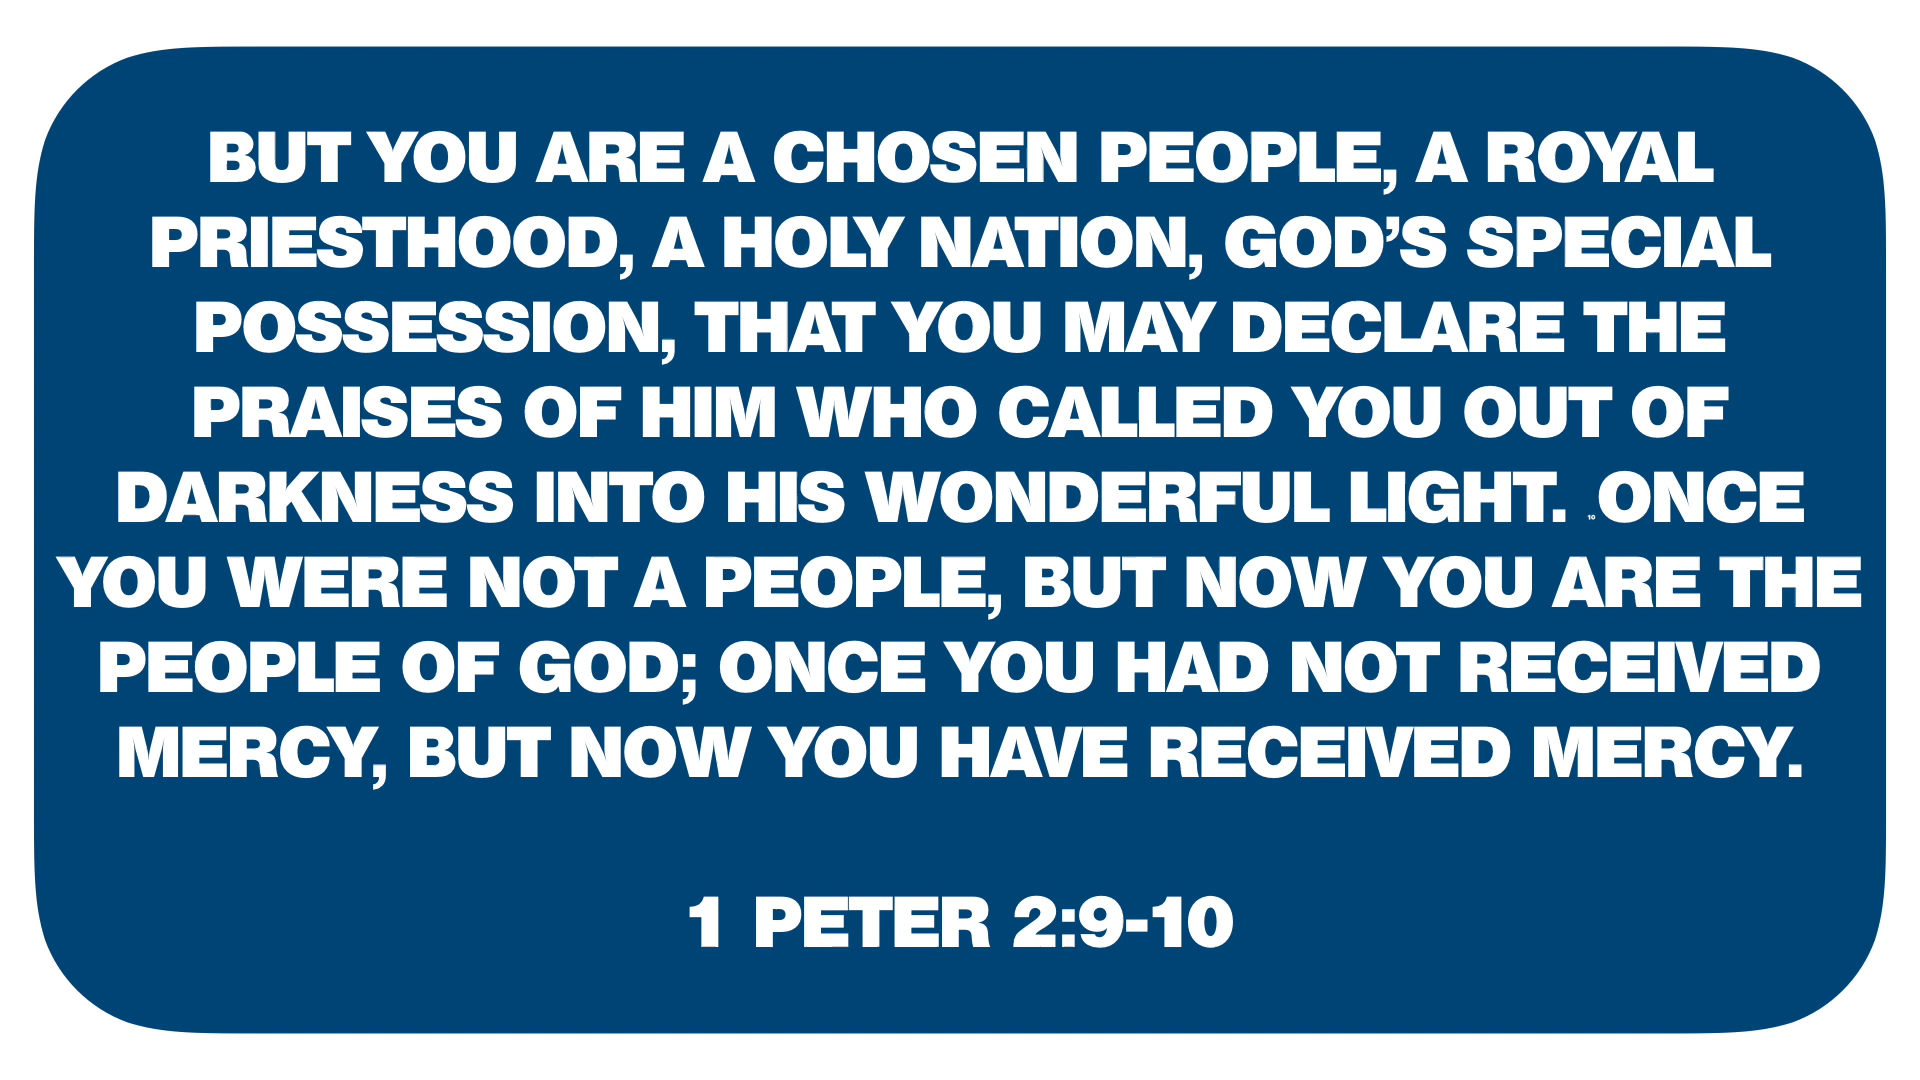 BUT YOU ARE A CHOSEN PEOPLE, A ROYAL
PRIESTHOOD, A HOLY NATION, GOD’S SPECIAL
POSSESSION, THAT YOU MAY DECLARE THE
PRAISES OF HIM WHO CALLED YOU OUT OF
DARKNESS INTO HIS WONDERFUL LIGHT. 10 ONCE
YOU WERE NOT A PEOPLE, BUT NOW YOU ARE THE
PEOPLE OF GOD; ONCE YOU HAD NOT RECEIVED
MERCY, BUT NOW YOU HAVE RECEIVED MERCY.
1 PETER 2:9-10